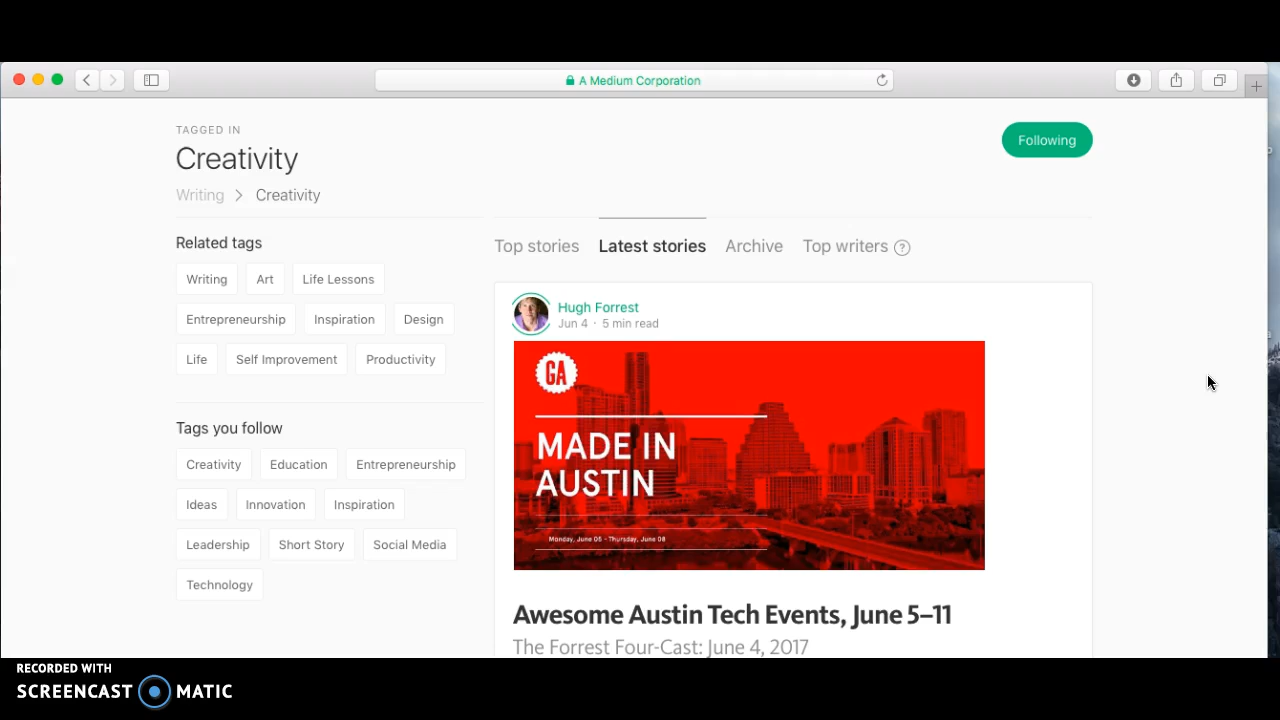 A Medium Corporation
TAGGED IN
Creativity
Following
Writing > Creativity
Related tags
Writing Art Life Lessons
Entrepreneurship Inspiration Design
Life Self Improvement Productivity
Tags you follow
Creativity Education Entrepreneurship
Ideas Innovation Inspiration
Leadership Short Story Social Media
Technology
Top stories Latest stories Archive Top writers ?
Hugh Forrest
Jun 4 · 5 min read
GA
MADE IN
AUSTIN
Monday, June 05 - Thursday, June 08
Awesome Austin Tech Events, June 5–11
The Forrest Four-Cast: June 4, 2017
RECORDED WITH
SCREENCAST MATIC